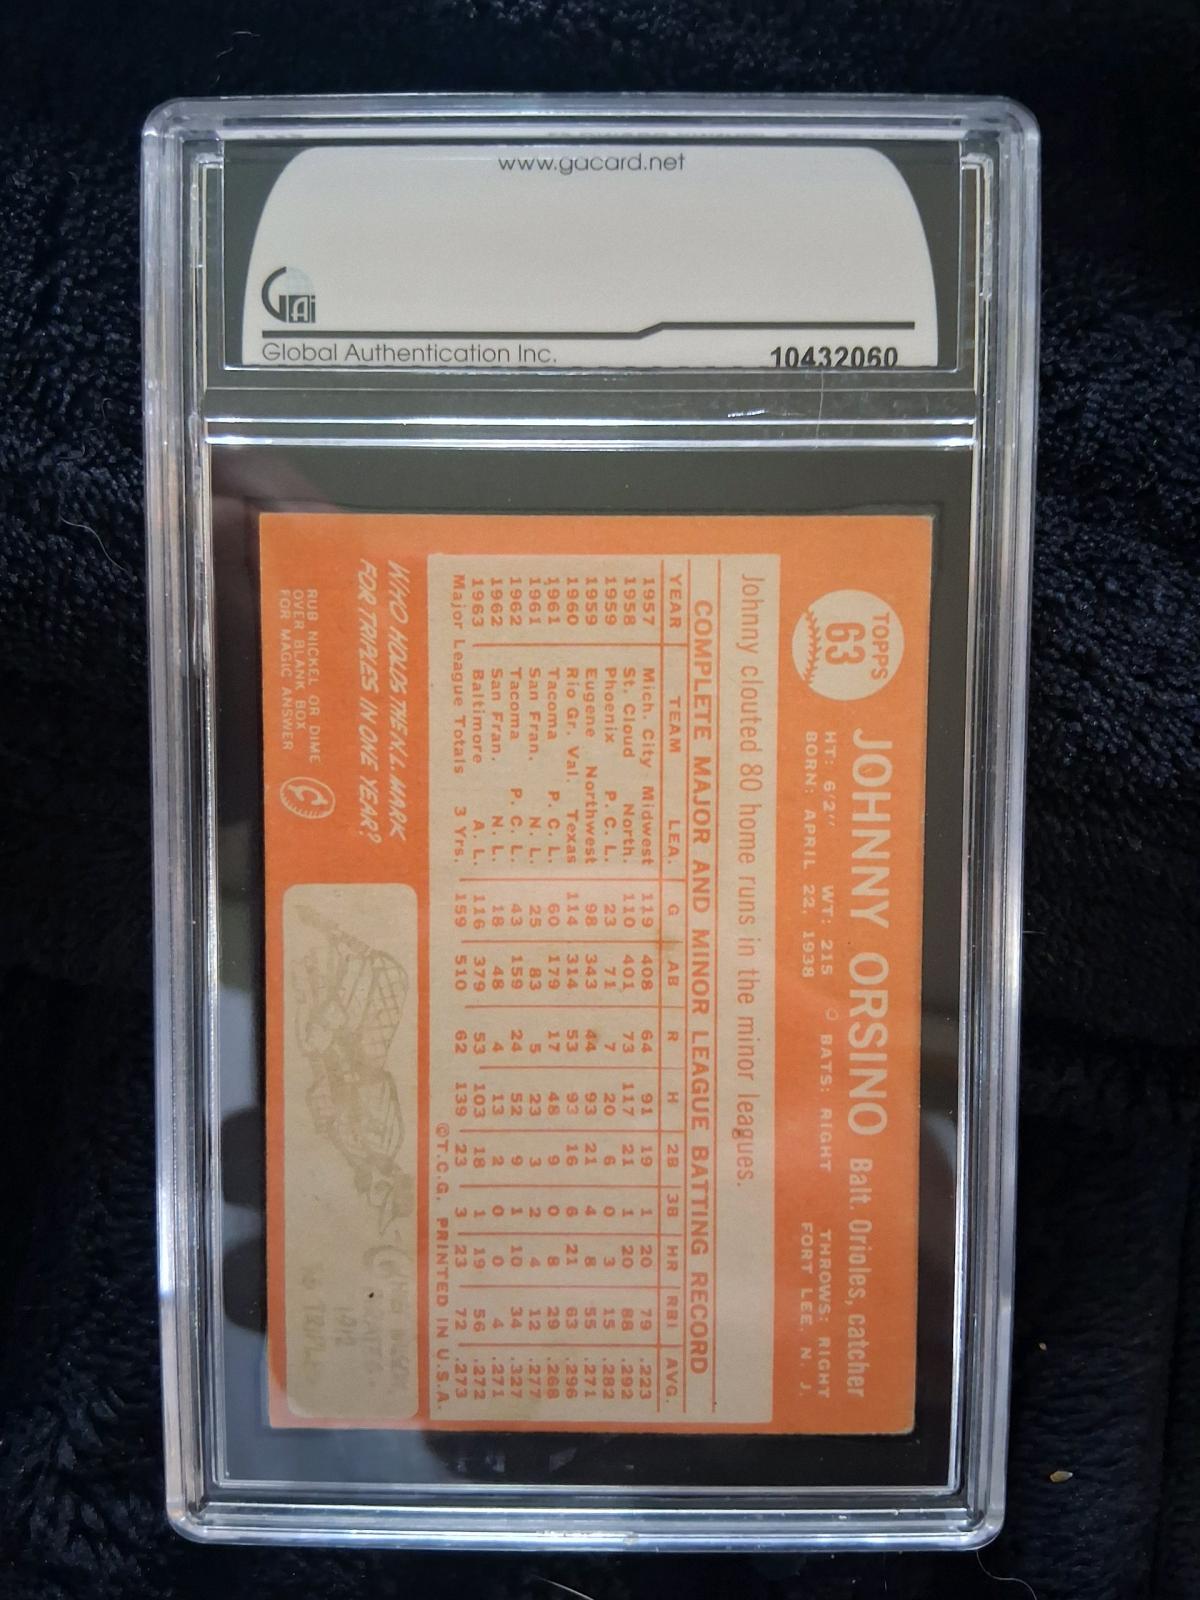 www.gacard.net
GAi
Global Authentication Inc.
10432060
TOPPS
63
JOHNNY ORSINO Balt. Orioles, catcher
HT: 6'2" WT: 215 BATS: RIGHT THROWS: RIGHT
BORN: APRIL 22, 1938 FORT LEE, N. J.
Johnny clouted 80 home runs in the minor leagues.
COMPLETE MAJOR AND MINOR LEAGUE BATTING RECORD
YEAR TEAM LEA. G AB R H 2B 3B HR RBI AVG.
1957 Mich. City Midwest 119 408 64 91 19 1 20 79 .223
1958 St. Cloud North. 110 401 73 117 21 1 20 88 .292
1959 Phoenix P. C. L. 23 71 7 20 6 0 3 15 .282
1959 Eugene Northwest 98 343 44 93 21 4 8 55 .271
1960 Rio Gr. Val. Texas 114 314 53 93 16 6 21 63 .296
1961 Tacoma P. C. L. 60 179 17 48 9 0 8 29 .268
1961 San Fran. N. L. 25 83 5 23 3 2 4 12 .277
1962 Tacoma P. C. L. 43 159 24 52 9 1 10 34 .327
1962 San Fran. N. L. 18 48 4 13 2 0 0 4 .271
1963 Baltimore A. L. 116 379 53 103 18 1 19 56 .272
Major League Totals 3 Yrs. 159 510 62 139 23 3 23 72 .273
©T.C.G. PRINTED IN U.S.A.
WHO HOLDS THE N.L. MARK
FOR TRIPLES IN ONE YEAR?
RUB NICKEL OR DIME
OVER BLANK BOX
FOR MAGIC ANSWER